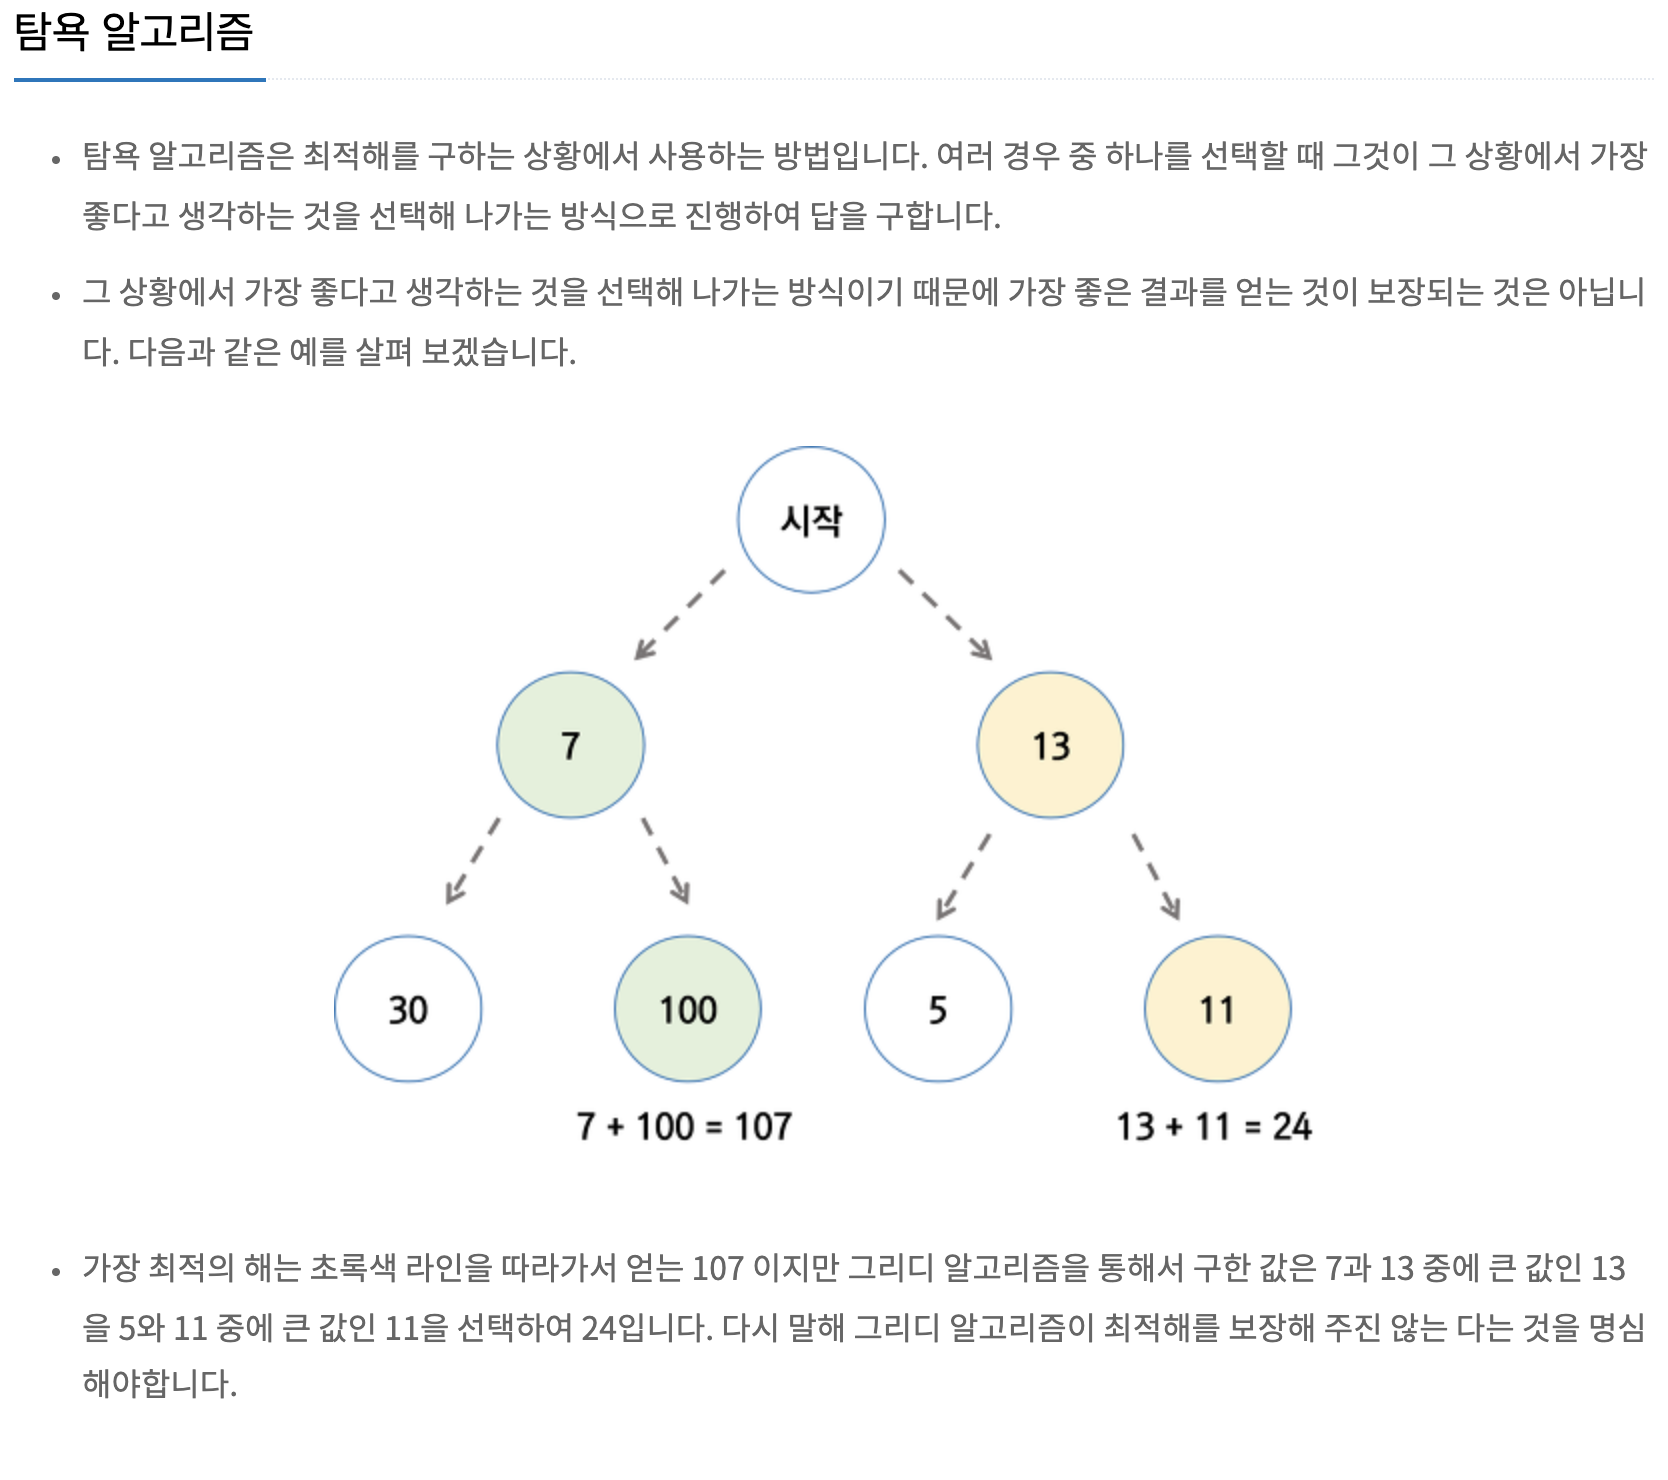 탐욕 알고리즘
• 탐욕 알고리즘은 최적해를 구하는 상황에서 사용하는 방법입니다. 여러 경우 중 하나를 선택할 때 그것이 그 상황에서 가장
좋다고 생각하는 것을 선택해 나가는 방식으로 진행하여 답을 구합니다.
• 그 상황에서 가장 좋다고 생각하는 것을 선택해 나가는 방식이기 때문에 가장 좋은 결과를 얻는 것이 보장되는 것은 아닙니
다. 다음과 같은 예를 살펴 보겠습니다.
시작
7
13
30
100
5
11
7 + 100 = 107
13 + 11 = 24
• 가장 최적의 해는 초록색 라인을 따라가서 얻는 107 이지만 그리디 알고리즘을 통해서 구한 값은 7과 13 중에 큰 값인 13
을 5와 11 중에 큰 값인 11을 선택하여 24입니다. 다시 말해 그리디 알고리즘이 최적해를 보장해 주진 않는 다는 것을 명심
해야합니다.